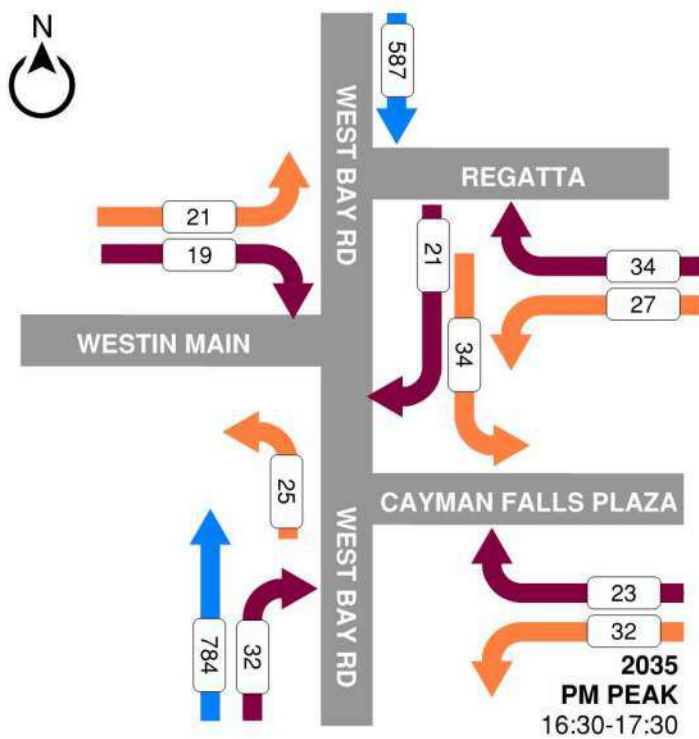 N
WEST BAY RD
587
REGATTA
21
19
21
34
34
27
WESTIN MAIN
25
CAYMAN FALLS PLAZA
WEST BAY RD
784
32
23
32
2035
PM PEAK
16:30-17:30